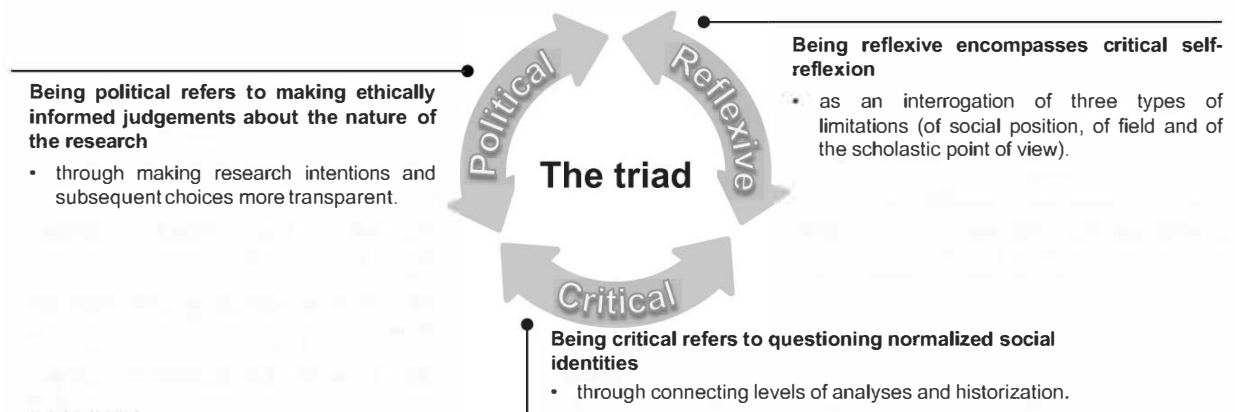 Political
Reflexive
The triad
Critical
Being political refers to making ethically
informed judgements about the nature of
the research
• through making research intentions and
subsequent choices more transparent.
Being reflexive encompasses critical self-
reflexion
• as an interrogation of three types of
limitations (of social position, of field and of
the scholastic point of view).
Being critical refers to questioning normalized social
identities
• through connecting levels of analyses and historization.